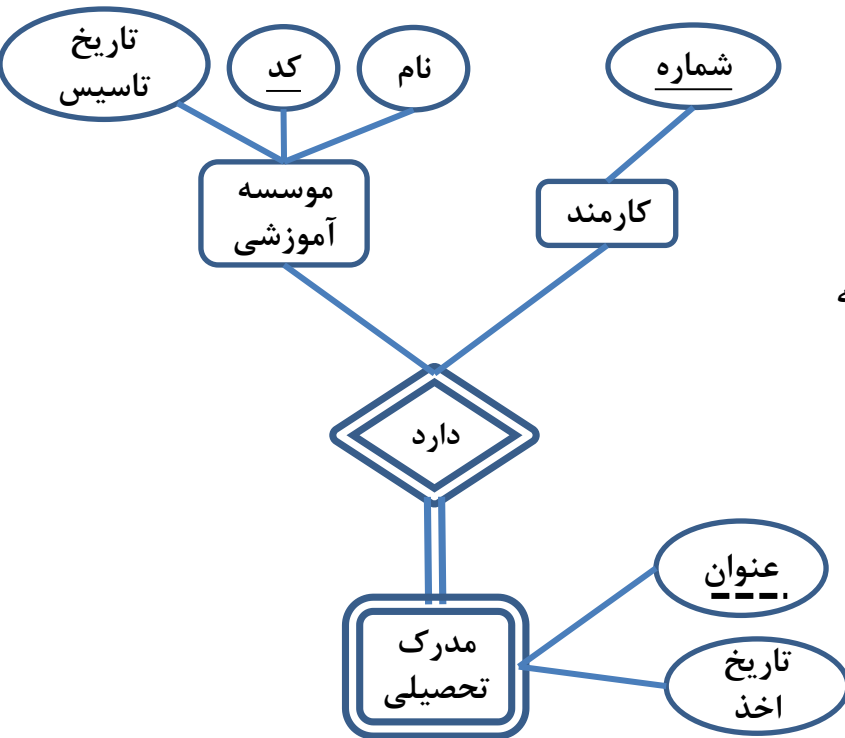 شماره
نام
کد
تاریخ
تاسیس
کارمند
موسسه
آموزشی
دارد
عنوان
مدرک
تحصیلی
تاریخ
اخذ